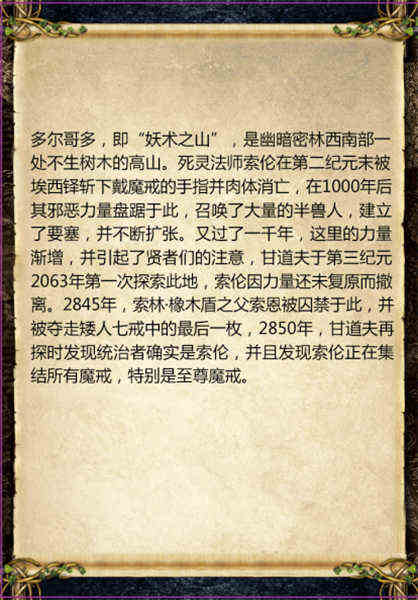 多尔哥多，即“妖术之山”，是幽暗密林西南部一
处不生树木的高山。死灵法师索伦在第二纪元末被
埃西铎斩下戴魔戒的手指并肉体消亡，在1000年后
其邪恶力量盘踞于此，召唤了大量的半兽人，建立
了要塞，并不断扩张。又过了一千年，这里的力量
渐增，并引起了贤者们的注意，甘道夫于第三纪元
2063年第一次探索此地，索伦因力量还未复原而撤
离。2845年，索林·橡木盾之父索恩被囚禁于此，并
被夺走矮人七戒中的最后一枚，2850年，甘道夫再
探时发现统治者确实是索伦，并且发现索伦正在集
结所有魔戒，特别是至尊魔戒。